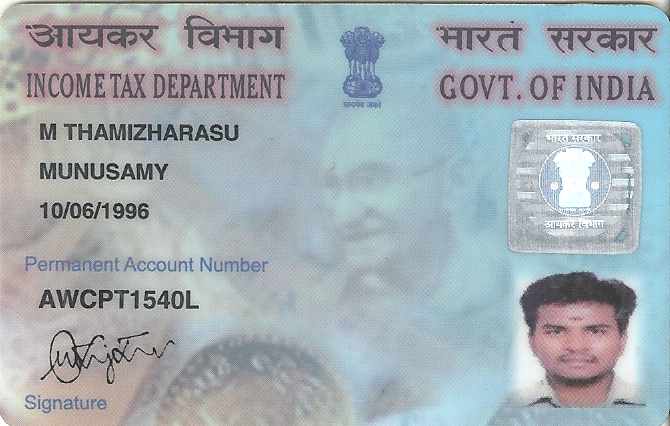 आयकर विभाग
INCOME TAX DEPARTMENT
भारत सरकार
GOVT. OF INDIA
सत्यमेव जयते
M THAMIZHARASU
MUNUSAMY
10/06/1996
भारत सरकार
आयकर विभाग
Permanent Account Number
AWCPT1540L
Signature